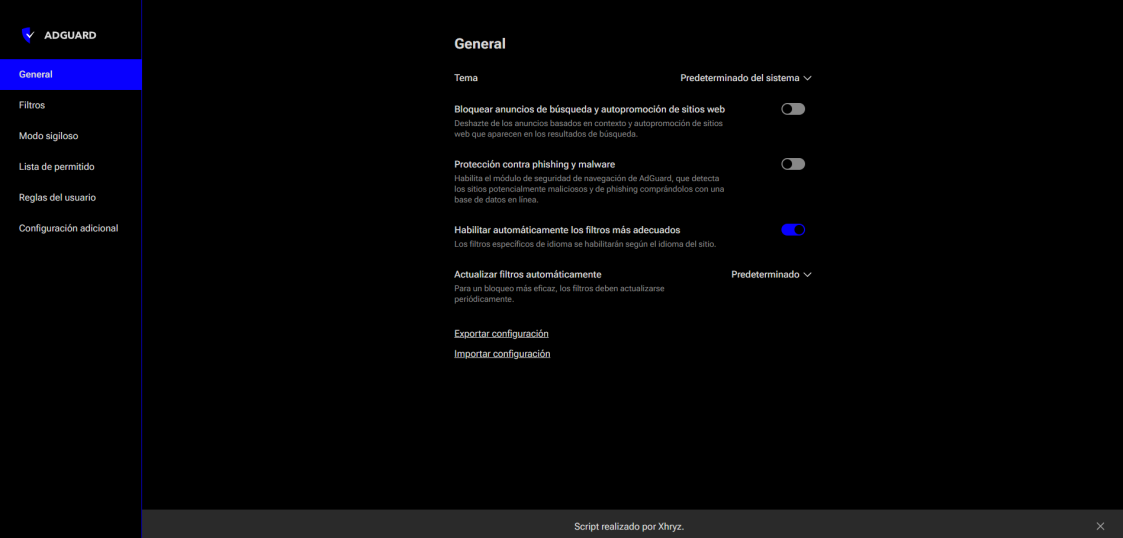 ADGUARD
General
Filtros
Modo sigiloso
Lista de permitido
Reglas del usuario
Configuración adicional
General
Tema
Predeterminado del sistema
Bloquear anuncios de búsqueda y autopromoción de sitios web
Deshazte de los anuncios basados en contexto y autopromoción de sitios
web que aparecen en los resultados de búsqueda.
Protección contra phishing y malware
Habilita el módulo de seguridad de navegación de AdGuard, que detecta
los sitios potencialmente maliciosos y de phishing comprándolos con una
base de datos en línea.
Habilitar automáticamente los filtros más adecuados
Los filtros específicos de idioma se habilitarán según el idioma del sitio.
Actualizar filtros automáticamente
Predeterminado
Para un bloqueo más eficaz, los filtros deben actualizarse
periódicamente.
Exportar configuración
Importar configuración
Script realizado por Xhryz.